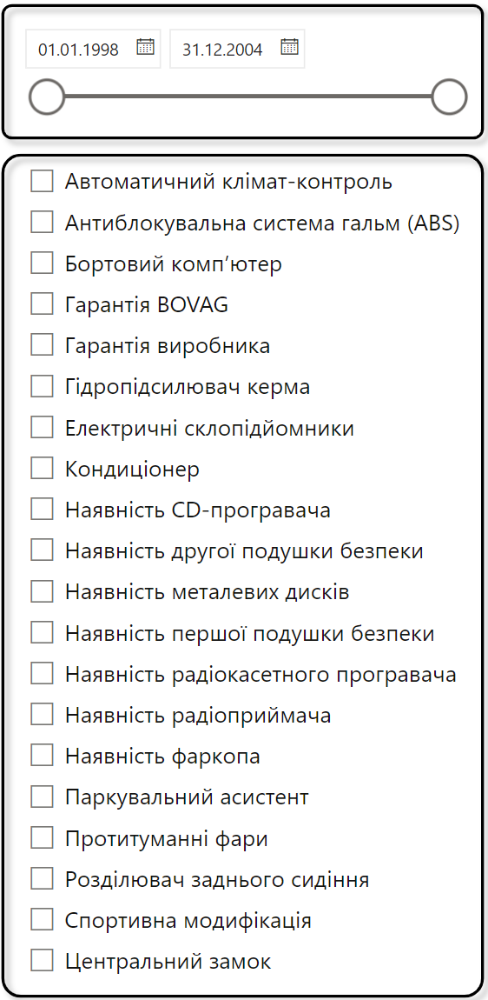 01.01.1998 31.12.2004
Автоматичний клімат-контроль
Антиблокувальна система гальм (ABS)
Бортовий комп’ютер
Гарантія BOVAG
Гарантія виробника
Гідропідсилювач керма
Електричні склопідйомники
Кондиціонер
Наявність CD-програвача
Наявність другої подушки безпеки
Наявність металевих дисків
Наявність першої подушки безпеки
Наявність радіокасетного програвача
Наявність радіоприймача
Наявність фаркопа
Паркувальний асистент
Протитуманні фари
Розділювач заднього сидіння
Спортивна модифікація
Центральний замок